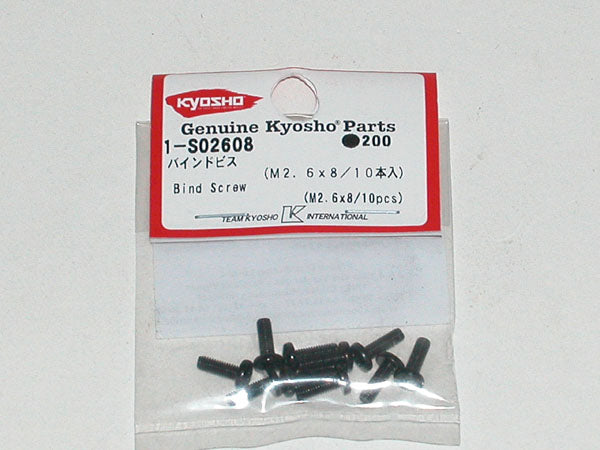 KYOSHO
Genuine Kyosho® Parts
1-S02608 ●200
バインドビス
(M2.6x8/10本入)
Bind Screw
(M2.6x8/10pcs)
TEAM KYOSHO K INTERNATIONAL